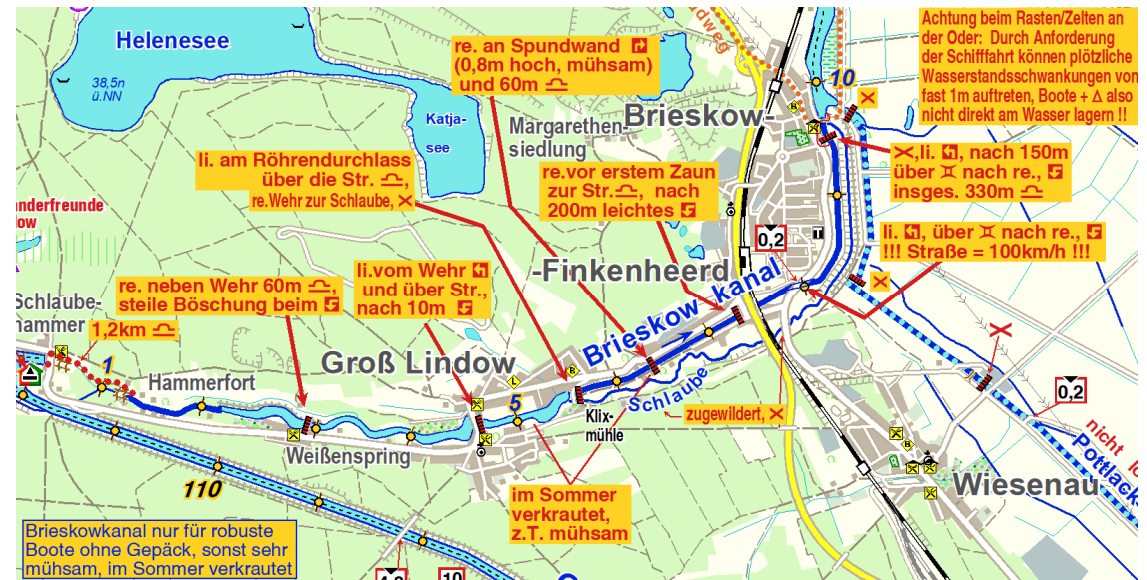 Helenesee
38,5n
ü.NN
Katja-
see
re. an Spundwand
(0,8m hoch, mühsam)
und 60m
Margarethen-
siedlung
Brieskow-
10
Achtung beim Rasten/Zelten an
der Oder: Durch Anforderung
der Schifffahrt können plötzliche
Wasserstandsschwankungen von
fast 1m auftreten, Boote + Δ also
nicht direkt am Wasser lagern !!
li. am Röhrendurchlass
über die Str.
re.Wehr zur Schlaube,
re.vor erstem Zaun
zur Str. , nach
200m leichtes
,li. , nach 150m
über nach re.,
insges. 330m
li. , über nach re.,
!!! Straße = 100km/h !!!
0,2
T
anderfreunde
ow
-Finkenheerd
Schlaube-
hammer
re. neben Wehr 60m
steile Böschung beim
li.vom Wehr
und über Str.,
nach 10m
1,2km
1
Brieskow kanal
Groß Lindow
Hammerfort
L
B
B
B
5
Schlaube
Klix-
mühle
zugewildert,
0,2
nicht
Pottlack-
Weißenspring
110
im Sommer
verkrautet,
z.T. mühsam
Wiesenau
Brieskowkanal nur für robuste
Boote ohne Gepäck, sonst sehr
mühsam, im Sommer verkrautet
10